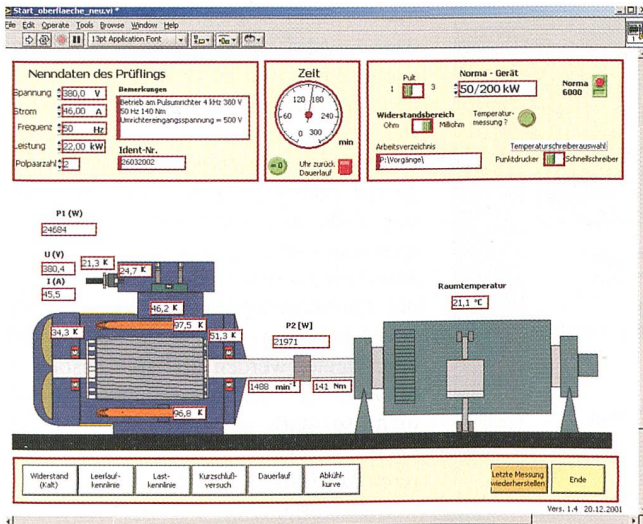 Start_oberflaeche_neu.vi *
File Edit Operate Tools Browse Window Help
13pt Application Font
Nenndaten des Prüflings
Spannung 380,0 V
Strom 46,00 A
Frequenz 50 Hz
Leistung 22,00 kW
Polpaarzahl 2
Bemerkungen
Betrieb am Pulsumrichter 4 kHz 380 V
50 Hz 140 Nm
Umrichtereingangsspannung = 500 V
Ident-Nr.
26032002
Zeit
0 60 120 180 240 300
min
=0
Uhr zurück
Dauerlauf
Pult
1 3
Norma - Gerät
50/200 kW
Norma
6000
Widerstandsbereich
Ohm Milliohm
Temperatur-
messung ?
Arbeitsverzeichnis
P:\Vorgänge\
Temperaturschreiberauswahl
Punktdrucker Schnellschreiber
P1 (W)
24684
U (V)
380,4
I (A)
45,5
21,3 K
24,7 K
46,2 K
34,3 K
97,5 K
51,3 K
96,8 K
P2 [W]
21971
1488 min⁻¹
141 Nm
Raumtemperatur
21,1 °C
Widerstand
(Kalt)
Leerlauf-
kennlinie
Last-
kennlinie
Kurzschluß-
versuch
Dauerlauf
Abkühl-
kurve
Letzte Messung
wiederherstellen
Ende
Vers. 1.4 20.12.2001